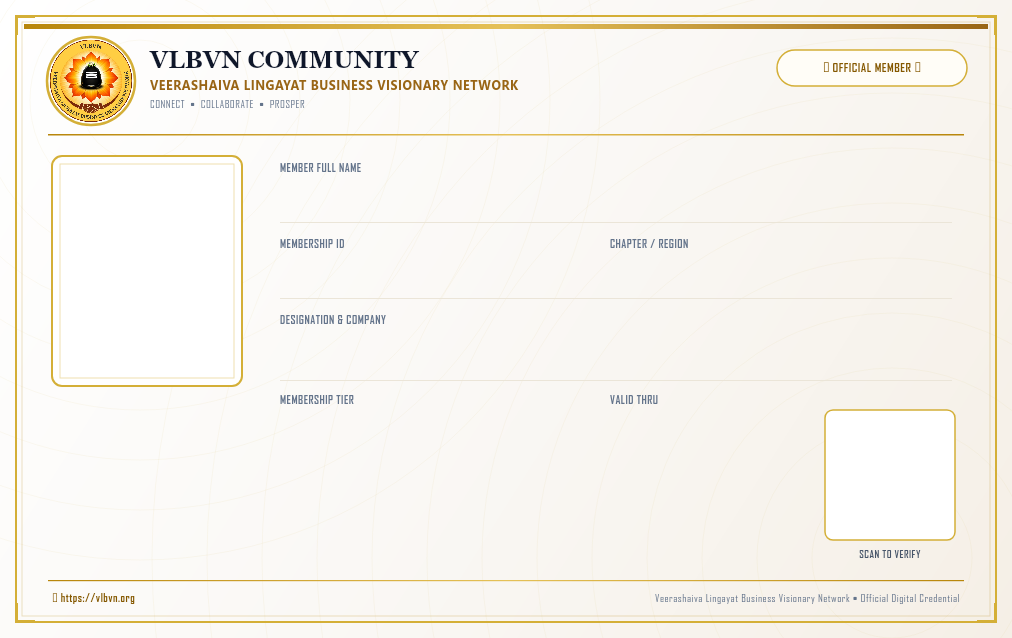 VLBVN
VLBVN COMMUNITY
VEERASHAIVA LINGAYAT BUSINESS VISIONARY NETWORK
CONNECT ▪ COLLABORATE ▪ PROSPER
OFFICIAL MEMBER
MEMBER FULL NAME
MEMBERSHIP ID
CHAPTER / REGION
DESIGNATION & COMPANY
MEMBERSHIP TIER
VALID THRU
SCAN TO VERIFY
https://vlbvn.org
Veerashaiva Lingayat Business Visionary Network ▪ Official Digital Credential